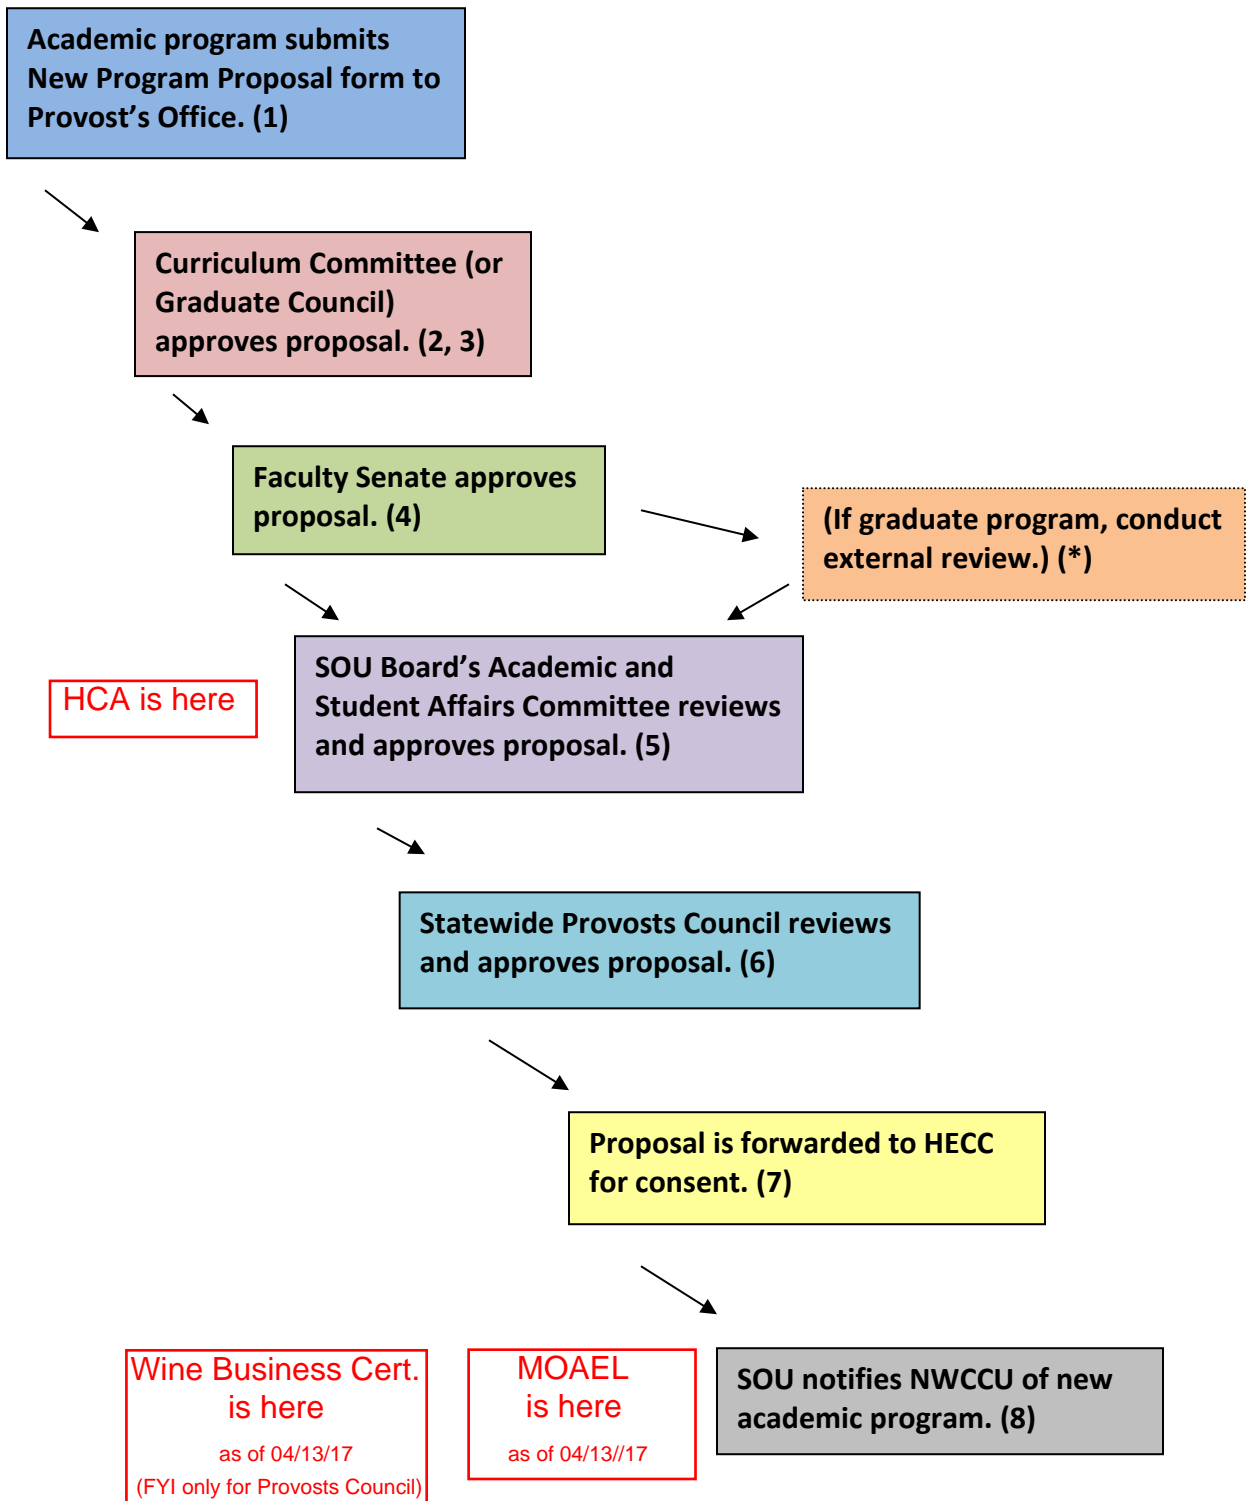 Academic program submits
New Program Proposal form to
Provost’s Office. (1)
Curriculum Committee (or
Graduate Council)
approves proposal. (2, 3)
Faculty Senate approves
proposal. (4)
(If graduate program, conduct
external review.) (*)
HCA is here
SOU Board’s Academic and
Student Affairs Committee reviews
and approves proposal. (5)
Statewide Provosts Council reviews
and approves proposal. (6)
Proposal is forwarded to HECC
for consent. (7)
Wine Business Cert.
is here
as of 04/13/17
(FYI only for Provosts Council)
MOAEL
is here
as of 04/13//17
SOU notifies NWCCU of new
academic program. (8)